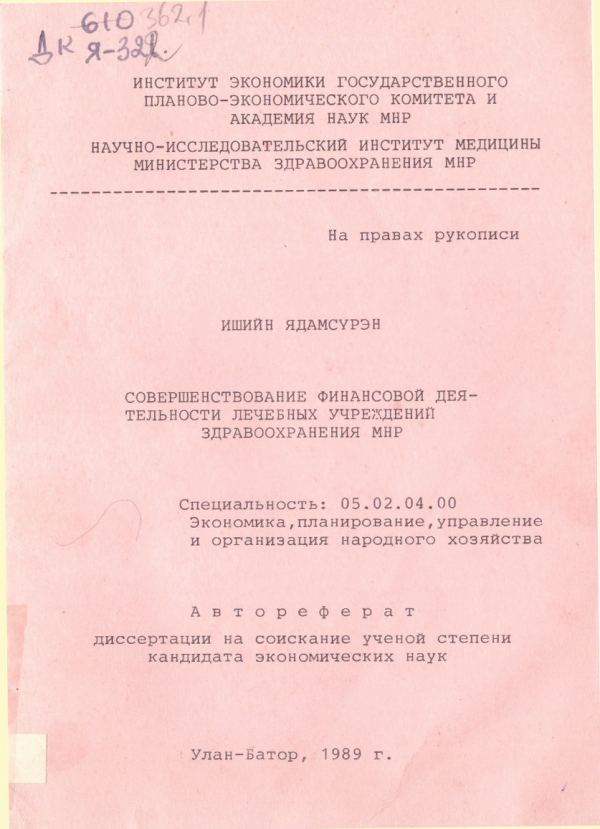 610 362.1
ДК Я-322.
ИНСТИТУТ ЭКОНОМИКИ ГОСУДАРСТВЕННОГО
ПЛАНОВО-ЭКОНОМИЧЕСКОГО КОМИТЕТА И
АКАДЕМИЯ НАУК МНР
НАУЧНО-ИССЛЕДОВАТЕЛЬСКИЙ ИНСТИТУТ МЕДИЦИНЫ
МИНИСТЕРСТВА ЗДРАВООХРАНЕНИЯ МНР
На правах рукописи
ИШИЙН ЯДАМСҮРЭН
СОВЕРШЕНСТВОВАНИЕ ФИНАНСОВОЙ ДЕЯ-
ТЕЛЬНОСТИ ЛЕЧЕБНЫХ УЧРЕЖДЕНИЙ
ЗДРАВООХРАНЕНИЯ МНР
Специальность: 05.02.04.00
Экономика,планирование,управление
и организация народного хозяйства
А в т о р е ф е р а т
диссертации на соискание ученой степени
кандидата экономических наук
Улан-Батор, 1989 г.